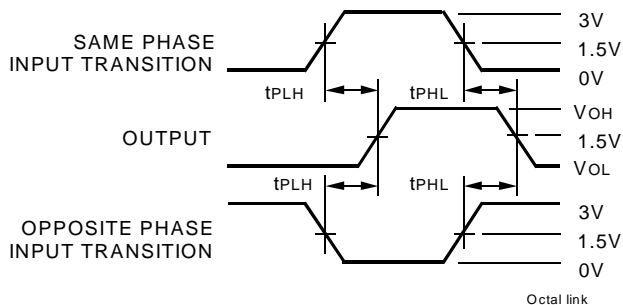 3V
SAME PHASE
INPUT TRANSITION
1.5V
0V
tPLH
tPHL
VOH
OUTPUT
1.5V
VOL
tPLH
tPHL
3V
OPPOSITE PHASE
INPUT TRANSITION
1.5V
0V
Octal link